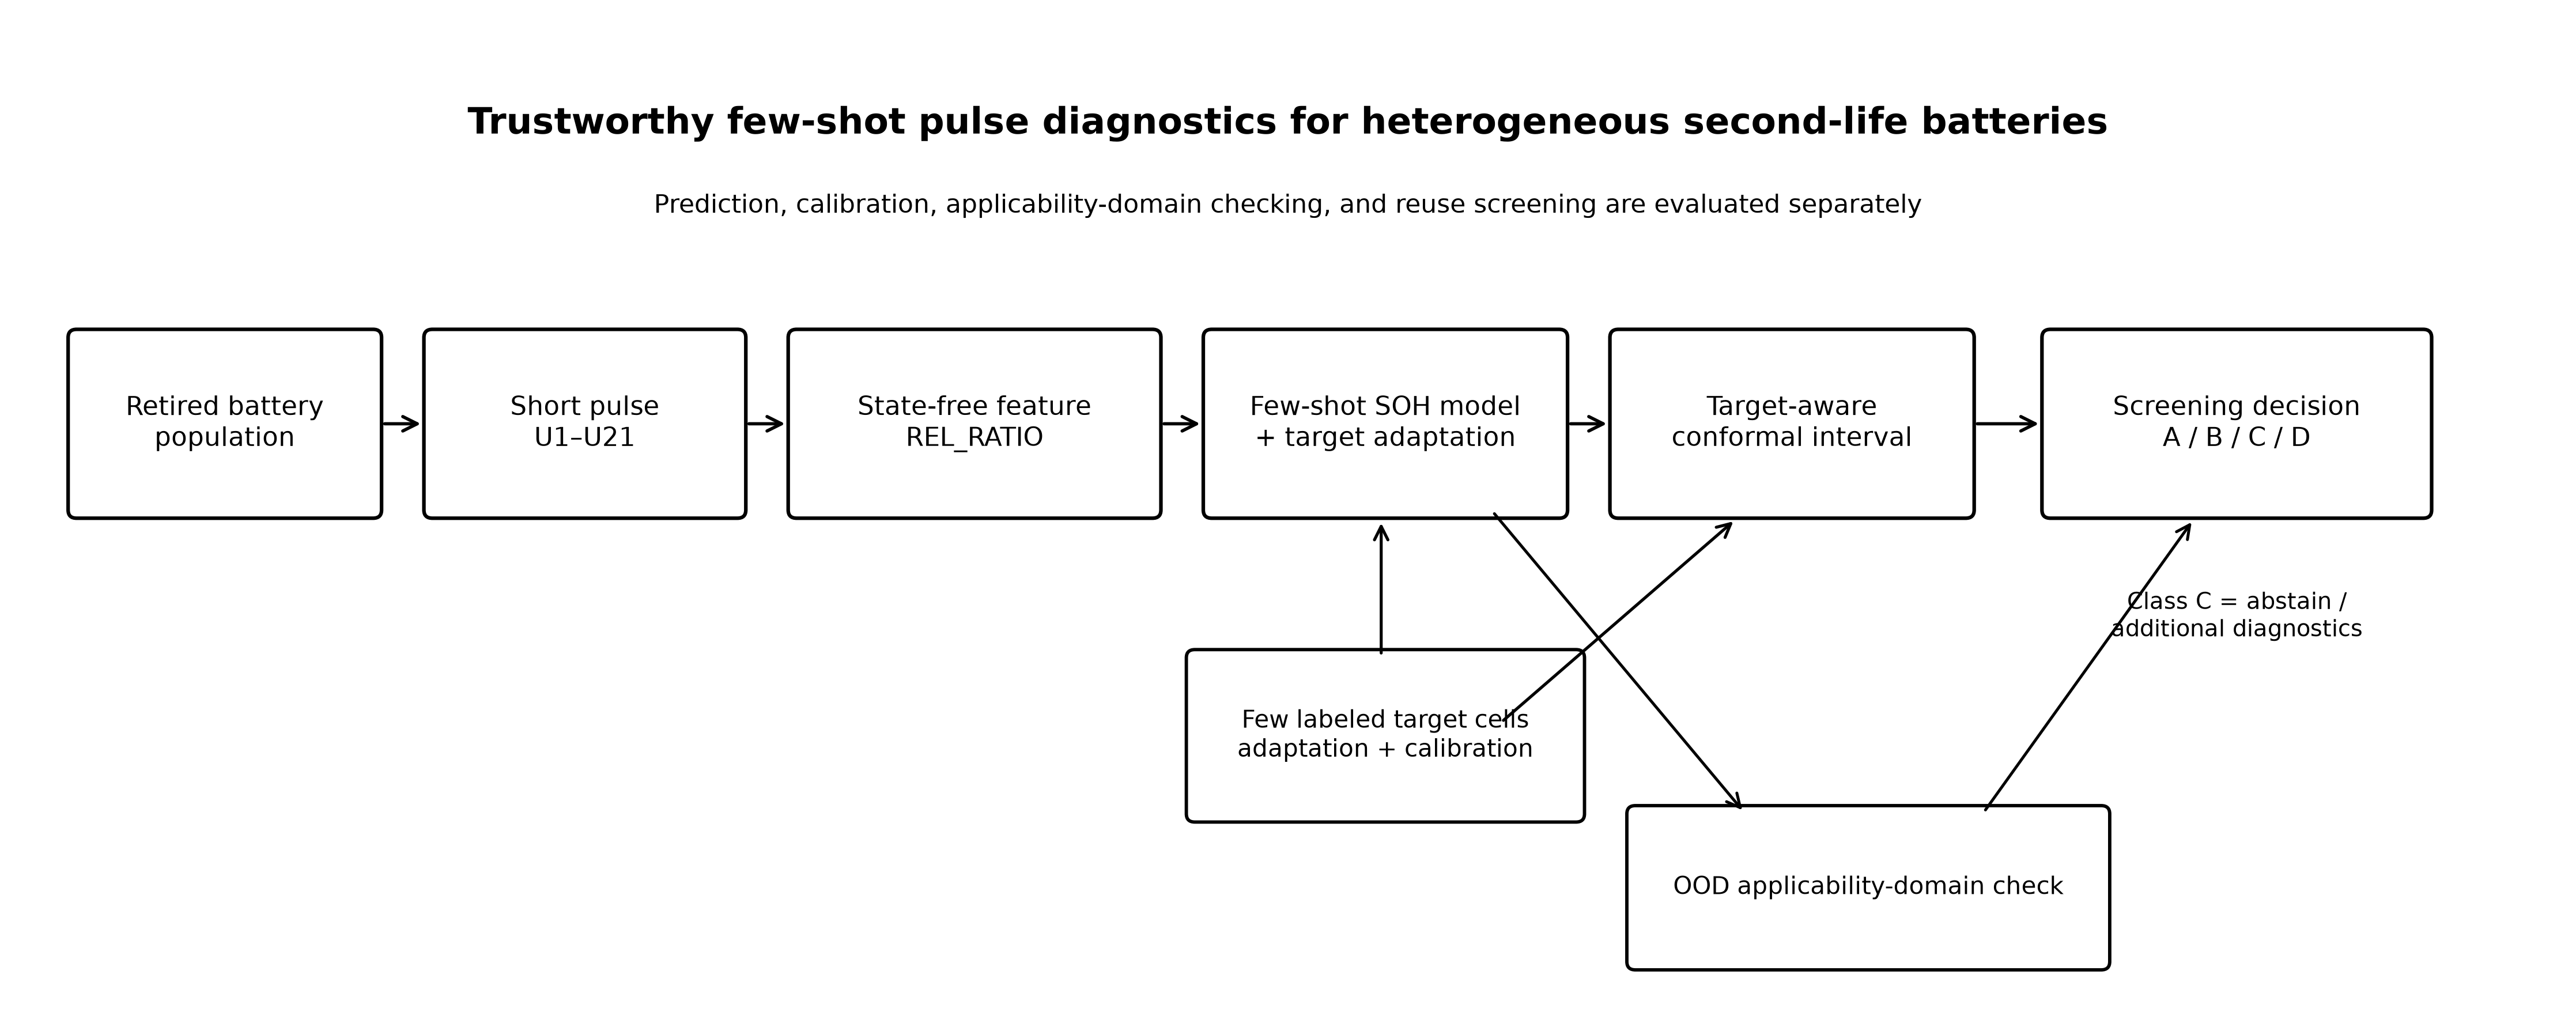 Trustworthy few-shot pulse diagnostics for heterogeneous second-life batteries
Prediction, calibration, applicability-domain checking, and reuse screening are evaluated separately
Retired battery
population
Short pulse
U1–U21
State-free feature
REL_RATIO
Few-shot SOH model
+ target adaptation
Target-aware
conformal interval
Screening decision
A / B / C / D
Class C = abstain /
additional diagnostics
Few labeled target cells
adaptation + calibration
OOD applicability-domain check